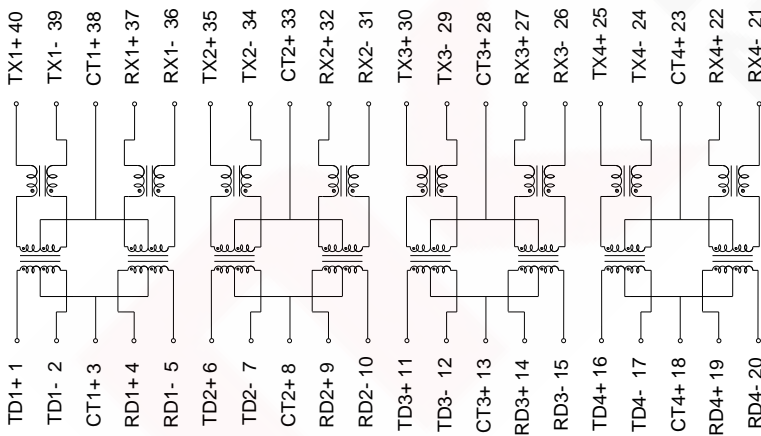 TX1+ 40
TX1- 39
CT1+ 38
RX1+ 37
RX1- 36
TX2+ 35
TX2- 34
CT2+ 33
RX2+ 32
RX2- 31
TX3+ 30
TX3- 29
CT3+ 28
RX3+ 27
RX3- 26
TX4+ 25
TX4- 24
CT4+ 23
RX4+ 22
RX4- 21
TD1+ 1
TD1- 2
CT1+ 3
RD1+ 4
RD1- 5
TD2+ 6
TD2- 7
CT2+ 8
RD2+ 9
RD2- 10
TD3+ 11
TD3- 12
CT3+ 13
RD3+ 14
RD3- 15
TD4+ 16
TD4- 17
CT4+ 18
RD4+ 19
RD4- 20